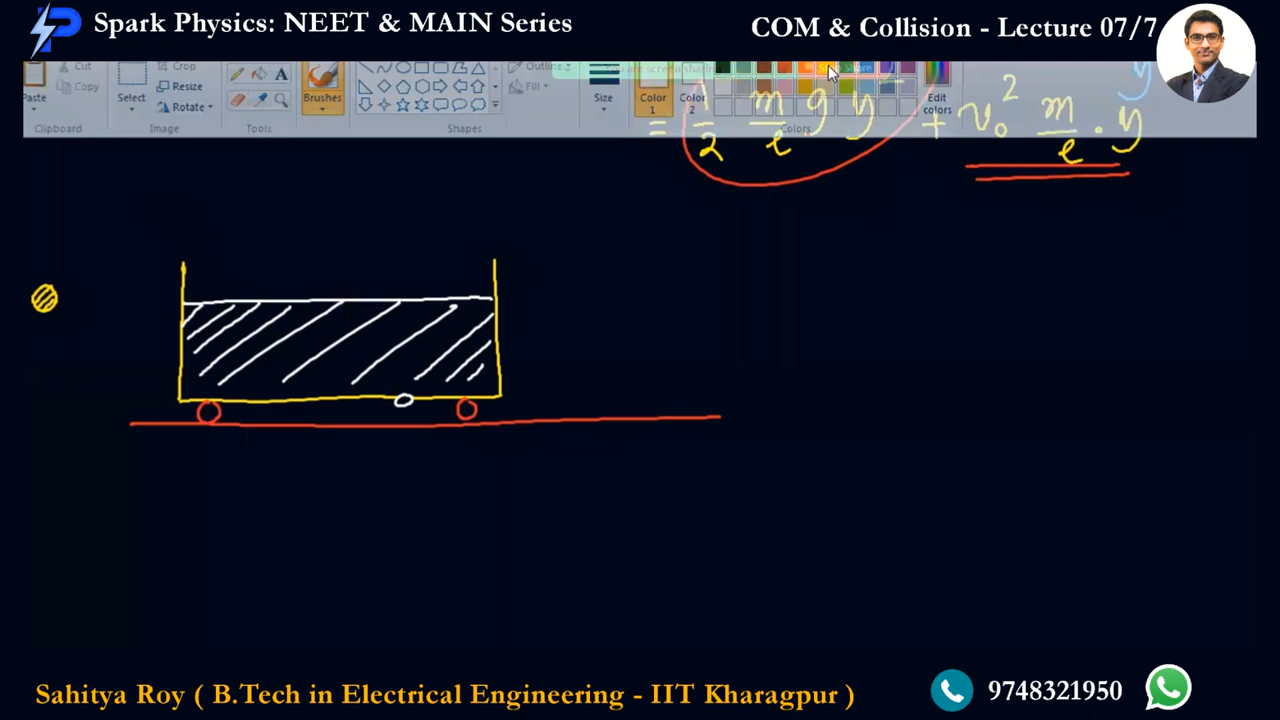 Spark Physics: NEET & MAIN Series
COM & Collision - Lecture 07/7
Cut
Copy
Paste
Clipboard
Select
Crop
Resize
Rotate
Image
Tools
Brushes
Shapes
Outline
Fill
Size
Color 1
Color 2
Colors
Edit colors
y
= 1/2 m/l g y + v₀² m/l · y
Sahitya Roy ( B.Tech in Electrical Engineering - IIT Kharagpur )
9748321950